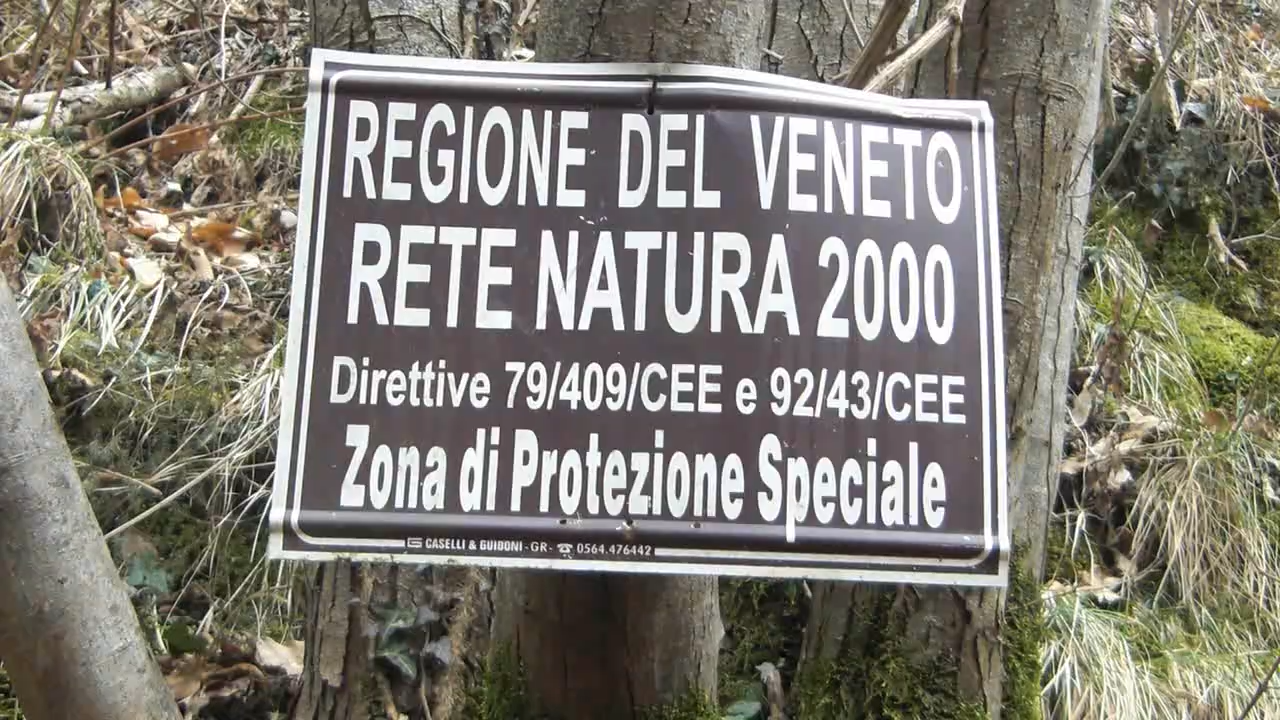 REGIONE DEL VENETO
RETE NATURA 2000
Direttive 79/409/CEE e 92/43/CEE
Zona di Protezione Speciale
CASELLI & GUIDONI - GR - ☎ 0564.476442